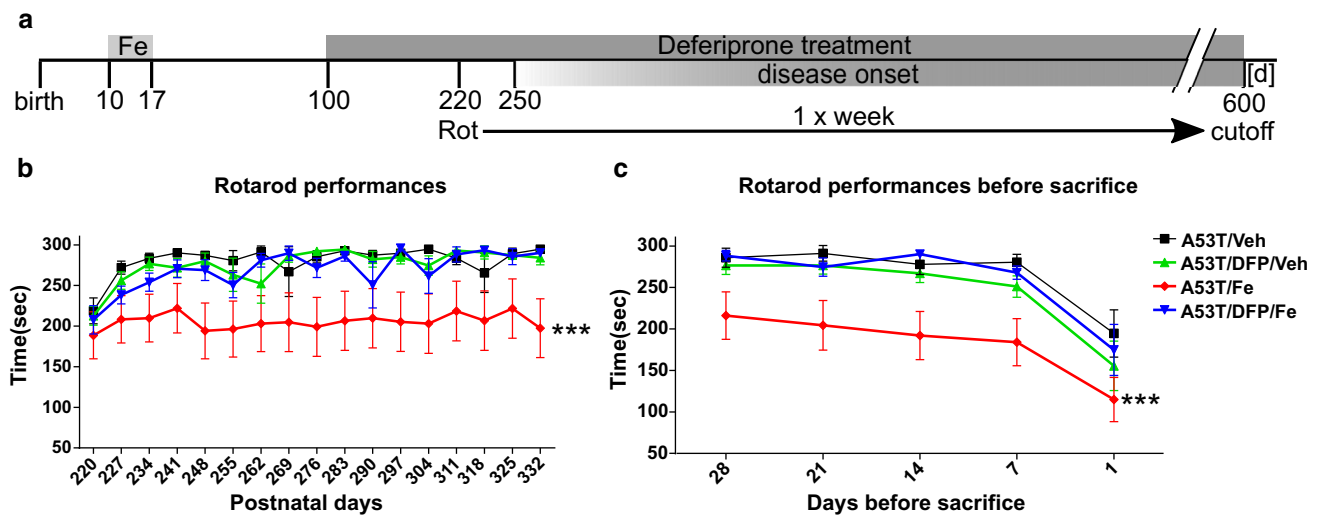 a
Fe
Deferiprone treatment
disease onset
[d]
birth
10
17
100
220
250
600
Rot
1 x week
cutoff
b
Rotarod performances
Time(sec)
300
250
200
150
100
50
***
220
227
234
241
248
255
262
269
276
283
290
297
304
311
318
325
332
Postnatal days
c
Rotarod performances before sacrifice
Time(sec)
300
250
200
150
100
50
***
28
21
14
7
1
Days before sacrifice
A53T/Veh
A53T/DFP/Veh
A53T/Fe
A53T/DFP/Fe